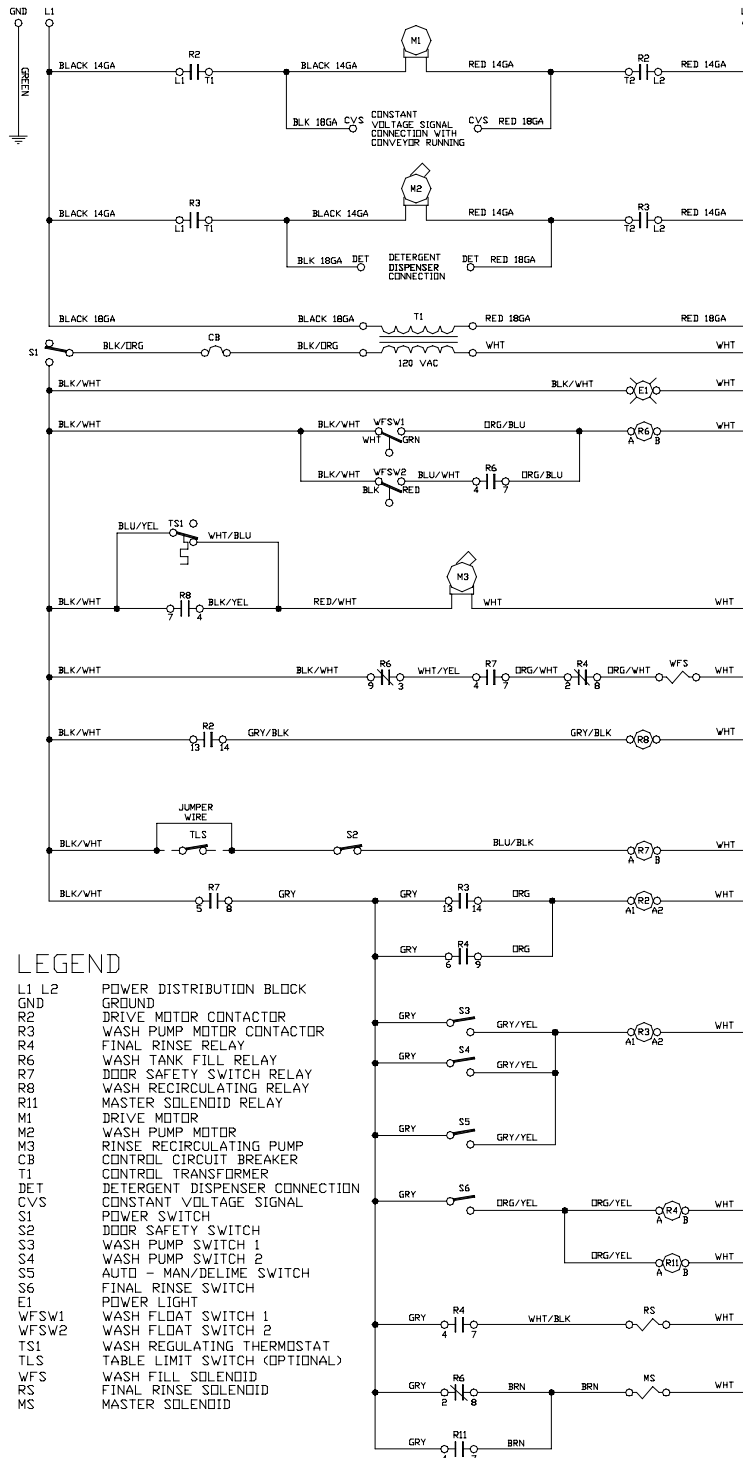 GND L1 L
GREEN
BLACK 14GA R2 BLACK 14GA M1 RED 14GA R2 RED 14GA
L1 T1 T2 L2
BLK 18GA CVS CONSTANT VOLTAGE SIGNAL CONNECTION WITH CONVEYOR RUNNING CVS RED 18GA
BLACK 14GA R3 BLACK 14GA M2 RED 14GA R3 RED 14GA
L1 T1 T2 L2
BLK 18GA DET DETERGENT DISPENSER CONNECTION DET RED 18GA
BLACK 18GA BLACK 18GA T1 RED 18GA RED 18GA
S1 BLK/ORG CB BLK/ORG 120 VAC WHT
BLK/WHT BLK/WHT E1 WHT
BLK/WHT BLK/WHT WFSW1 ORG/BLU R6 WHT
WHT GRN A B
BLK/WHT WFSW2 BLU/WHT R6 ORG/BLU
BLK RED 4 7
BLU/YEL TS1 WHT/BLU
BLK/WHT R8 BLK/YEL RED/WHT M3 WHT WHT
7 4
BLK/WHT BLK/WHT R6 WHT/YEL R7 ORG/WHT R4 ORG/WHT WFS WHT
9 3 4 7 2 8
BLK/WHT R2 GRY/BLK GRY/BLK R8 WHT
13 14
JUMPER WIRE
BLK/WHT TLS S2 BLU/BLK R7 WHT
A B
BLK/WHT R7 GRY GRY R3 ORG R2 WHT
5 8 13 14 A1 A2
GRY R4 ORG
6 9
GRY S3 GRY/YEL R3 WHT
A1 A2
GRY S4 GRY/YEL
GRY S5 GRY/YEL
GRY S6 ORG/YEL ORG/YEL R4 WHT
A B
ORG/YEL R11 WHT
A B
GRY R4 WHT/BLK RS WHT
4 7
GRY R6 BRN BRN MS WHT
2 8
GRY R11 BRN
LEGEND
L1 L2 POWER DISTRIBUTION BLOCK
GND GROUND
R2 DRIVE MOTOR CONTACTOR
R3 WASH PUMP MOTOR CONTACTOR
R4 FINAL RINSE RELAY
R6 WASH TANK FILL RELAY
R7 DOOR SAFETY SWITCH RELAY
R8 WASH RECIRCULATING RELAY
R11 MASTER SOLENOID RELAY
M1 DRIVE MOTOR
M2 WASH PUMP MOTOR
M3 RINSE RECIRCULATING PUMP
CB CONTROL CIRCUIT BREAKER
T1 CONTROL TRANSFORMER
DET DETERGENT DISPENSER CONNECTION
CVS CONSTANT VOLTAGE SIGNAL
S1 POWER SWITCH
S2 DOOR SAFETY SWITCH
S3 WASH PUMP SWITCH 1
S4 WASH PUMP SWITCH 2
S5 AUTO - MAN/DELIME SWITCH
S6 FINAL RINSE SWITCH
E1 POWER LIGHT
WFSW1 WASH FLOAT SWITCH 1
WFSW2 WASH FLOAT SWITCH 2
TS1 WASH REGULATING THERMOSTAT
TLS TABLE LIMIT SWITCH (OPTIONAL)
WFS WASH FILL SOLENOID
RS FINAL RINSE SOLENOID
MS MASTER SOLENOID